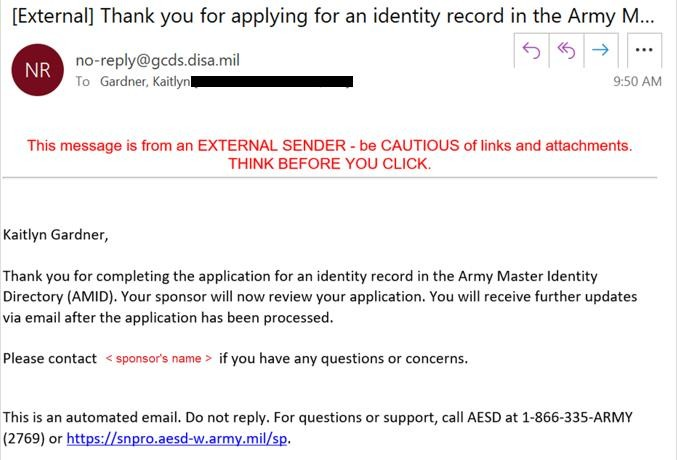 [External] Thank you for applying for an identity record in the Army M...
NR
no-reply@gcds.disa.mil
To Gardner, Kaitlyn
9:50 AM
This message is from an EXTERNAL SENDER - be CAUTIOUS of links and attachments.
THINK BEFORE YOU CLICK.
Kaitlyn Gardner,
Thank you for completing the application for an identity record in the Army Master Identity
Directory (AMID). Your sponsor will now review your application. You will receive further updates
via email after the application has been processed.
Please contact < sponsor's name > if you have any questions or concerns.
This is an automated email. Do not reply. For questions or support, call AESD at 1-866-335-ARMY
(2769) or https://snpro.aesd-w.army.mil/sp.